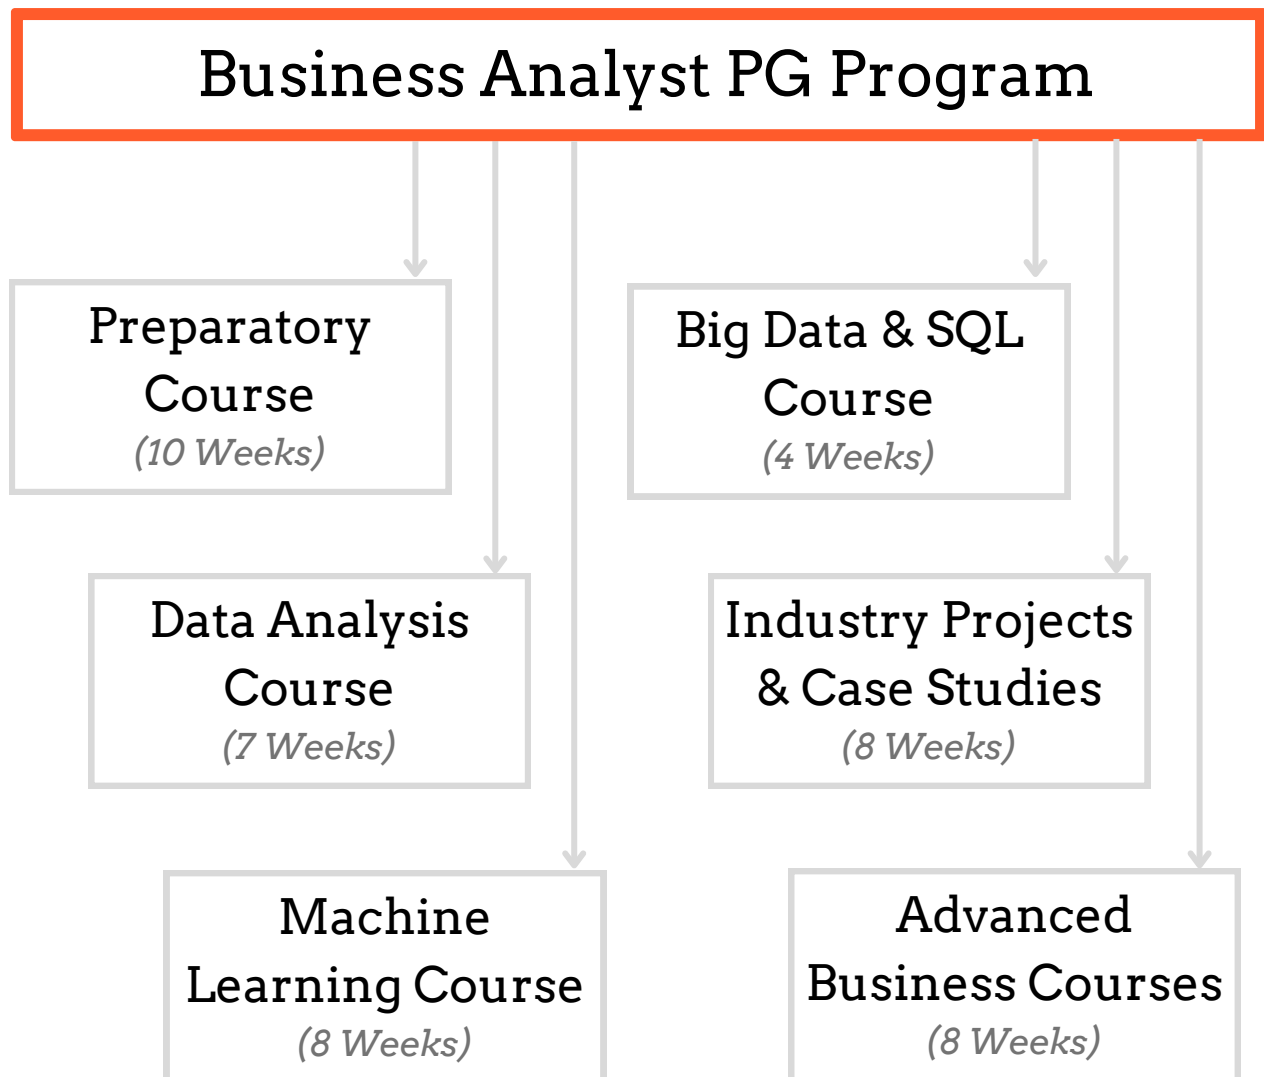 Business Analyst PG Program
Preparatory
Course
(10 Weeks)
Data Analysis
Course
(7 Weeks)
Machine
Learning Course
(8 Weeks)
Big Data & SQL
Course
(4 Weeks)
Industry Projects
& Case Studies
(8 Weeks)
Advanced
Business Courses
(8 Weeks)